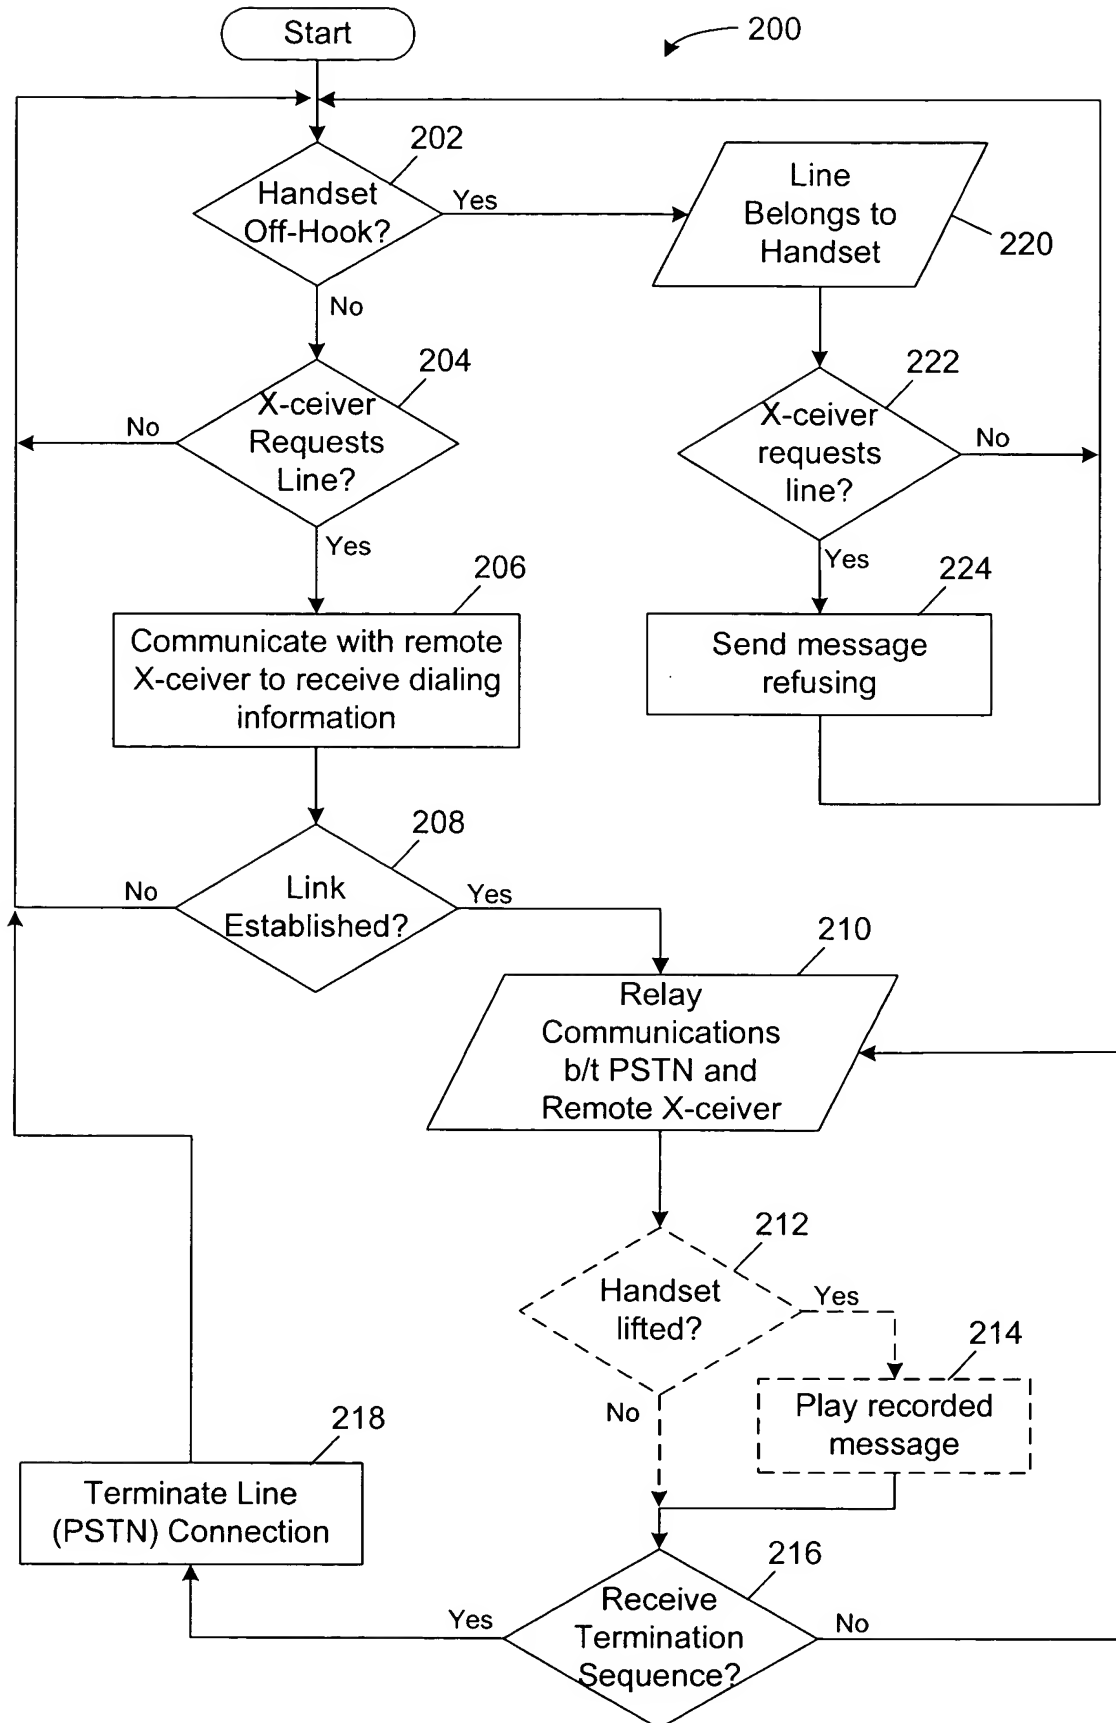 Start
200
202
Handset
Off-Hook?
Yes
Line
Belongs to
Handset
220
No
204
X-ceiver
Requests
Line?
No
Yes
222
X-ceiver
requests
line?
No
Yes
206
Communicate with remote
X-ceiver to receive dialing
information
224
Send message
refusing
208
Link
Established?
No
Yes
210
Relay
Communications
b/t PSTN and
Remote X-ceiver
212
Handset
lifted?
Yes
No
214
Play recorded
message
218
Terminate Line
(PSTN) Connection
216
Receive
Termination
Sequence?
Yes
No